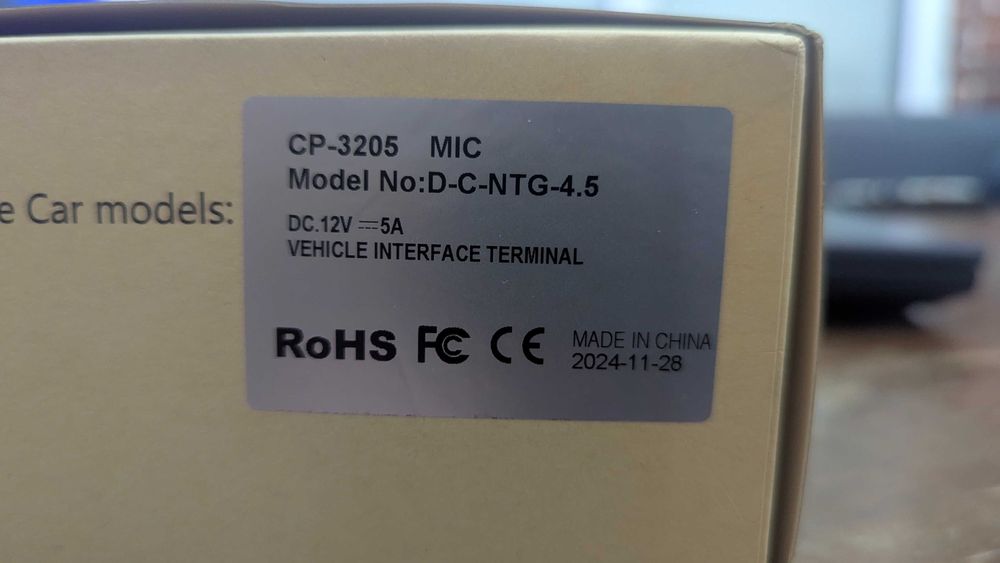 CP-3205 MIC
Model No:D-C-NTG-4.5
e Car models:
DC.12V ⎓5A
VEHICLE INTERFACE TERMINAL
RoHS FC CE MADE IN CHINA
2024-11-28